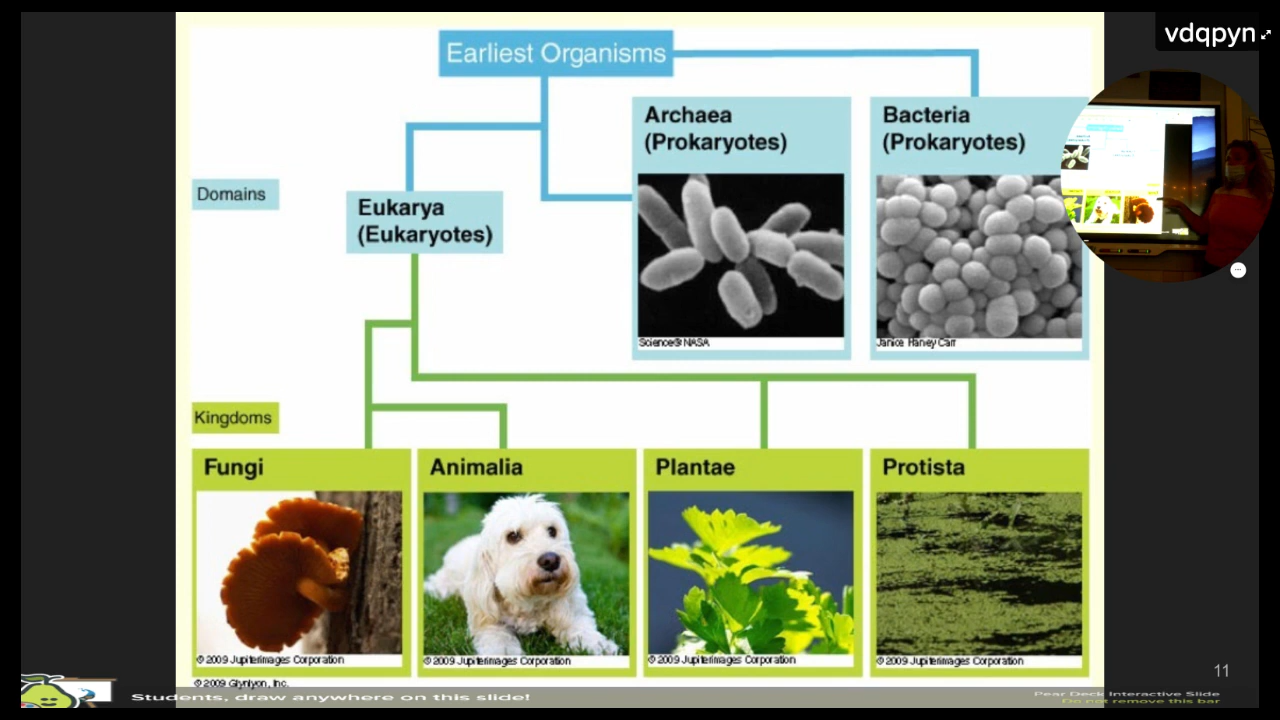 vdqpyn
Earliest Organisms
Archaea
(Prokaryotes)
Bacteria
(Prokaryotes)
Domains
Eukarya
(Eukaryotes)
Science@NASA
Janice Haney Carr
Kingdoms
Fungi
Animalia
Plantae
Protista
© 2009 Jupiterimages Corporation
© 2009 Jupiterimages Corporation
© 2009 Jupiterimages Corporation
© 2009 Jupiterimages Corporation
© 2009 Glynlyon, Inc.
11
Students, draw anywhere on this slide!
Pear Deck Interactive Slide
Do not remove this bar